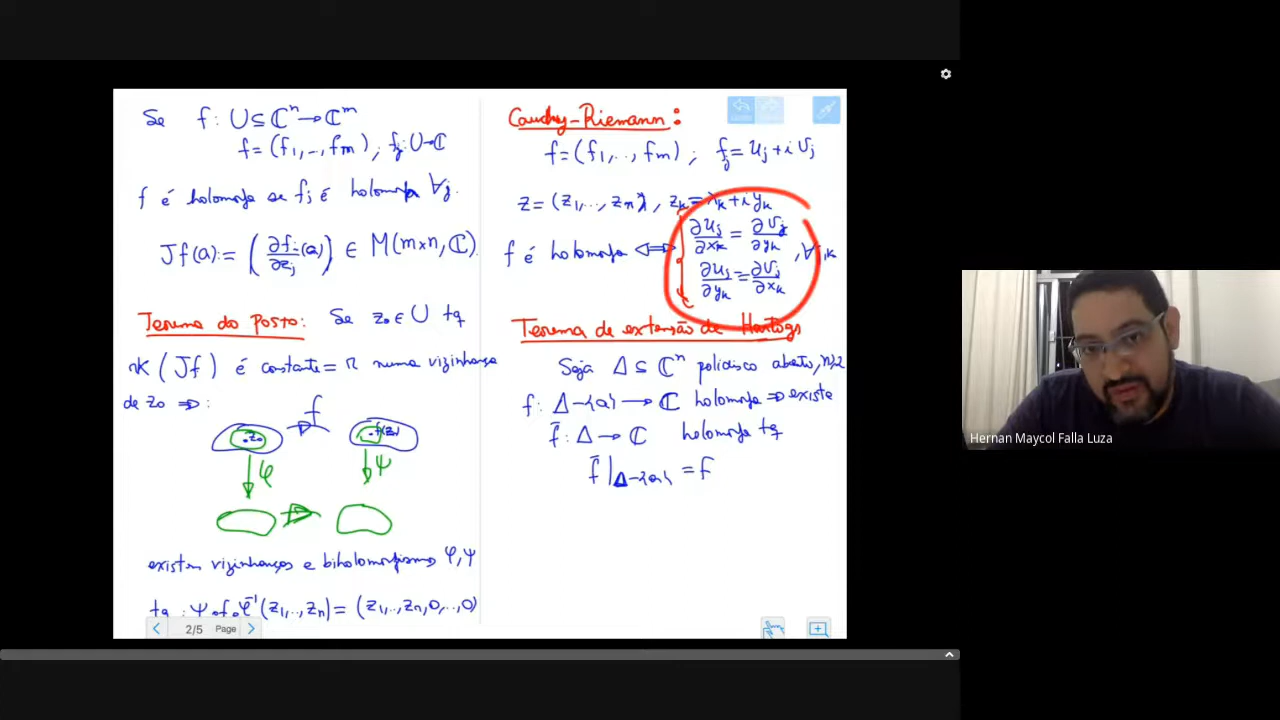 Se f: U ⊆ ℂⁿ → ℂᵐ
f = (f₁, .., fₘ) ; fⱼ: U → ℂ
f é holomorfa se fⱼ é holomorfa ∀j.
Jf(a) := (∂fᵢ/∂zⱼ (a)) ∈ M(m×n, ℂ).
Teorema do Posto: Se z₀ ∈ U tq
rk (Jf) é constante = r numa vizinhança
de z₀ ⇒:
f
z₀ f(z₀)
φ ψ
existem vizinhanças e biholomorfismos φ, ψ
tq : ψ∘f∘φ⁻¹(z₁, .., zₙ) = (z₁, .., zₙ, 0, .., 0)
2/5 Page
Cauchy-Riemann:
f = (f₁, .., fₘ) ; fⱼ = uⱼ + i vⱼ
z = (z₁, .., zₙ), zₖ = xₖ + i yₖ
f é holomorfa ⇔ { ∂uⱼ/∂xₖ = ∂vⱼ/∂yₖ
∂uⱼ/∂yₖ = ∂vⱼ/∂xₖ , ∀j,k
Teorema de extensão de Hartogs
Seja Δ ⊆ ℂⁿ polidisco aberto, n≥2
f: Δ-{a} → ℂ holomorfa ⇒ existe
f̄ : Δ → ℂ holomorfa tq
f̄ |Δ-{a} = f
Hernan Maycol Falla Luza